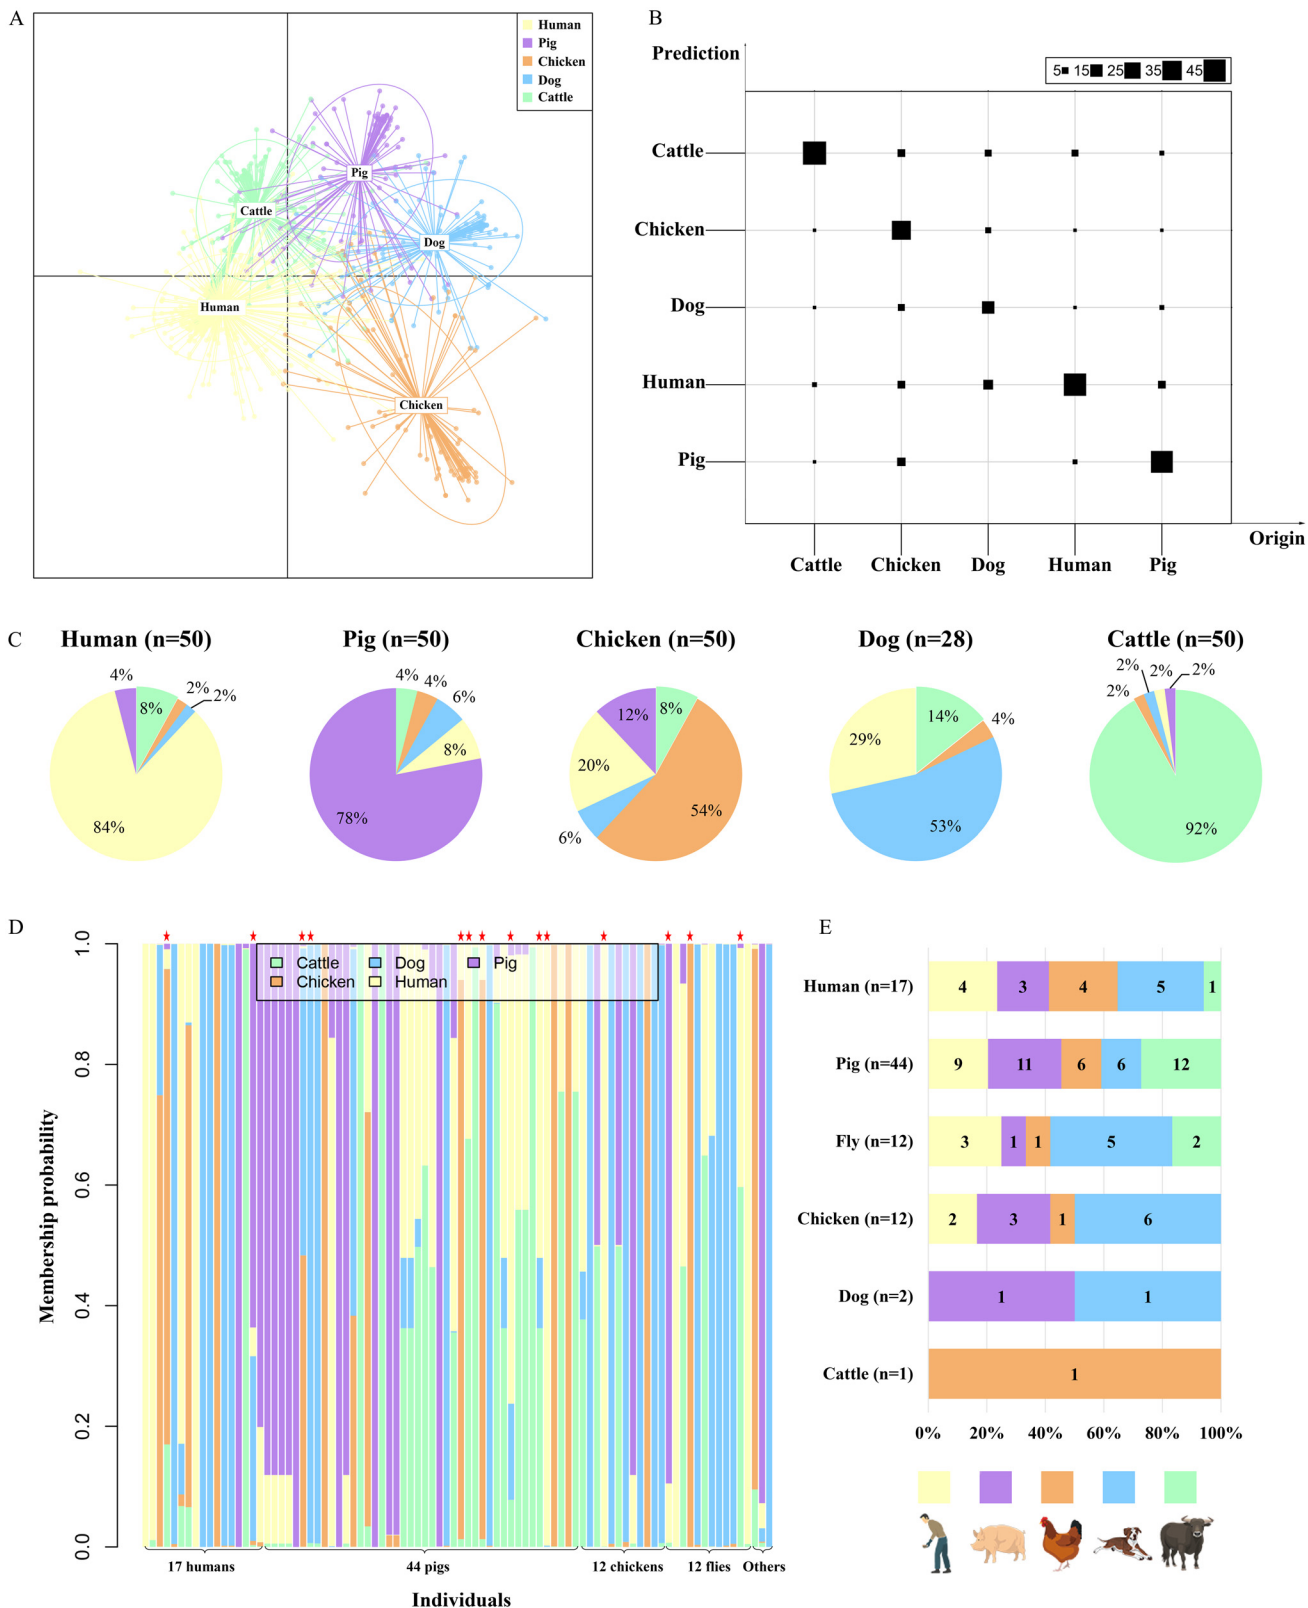 A
Human
Pig
Chicken
Dog
Cattle
Pig
Cattle
Dog
Human
Chicken
B
Prediction
5 15 25 35 45
Cattle
Chicken
Dog
Human
Pig
Origin
Cattle Chicken Dog Human Pig
C
Human (n=50) Pig (n=50) Chicken (n=50) Dog (n=28) Cattle (n=50)
4% 8% 2% 2% 84%
4% 4% 6% 8% 78%
12% 8% 20% 54% 6%
14% 4% 29% 53%
2% 2% 2% 2% 92%
D
Membership probability
1.0
0.8
0.6
0.4
0.2
0.0
Cattle Dog Pig
Chicken Human
17 humans 44 pigs 12 chickens 12 flies Others
Individuals
E
Human (n=17) 4 3 4 5 1
Pig (n=44) 9 11 6 6 12
Fly (n=12) 3 1 1 5 2
Chicken (n=12) 2 3 1 6
Dog (n=2) 1 1
Cattle (n=1) 1
0% 20% 40% 60% 80% 100%